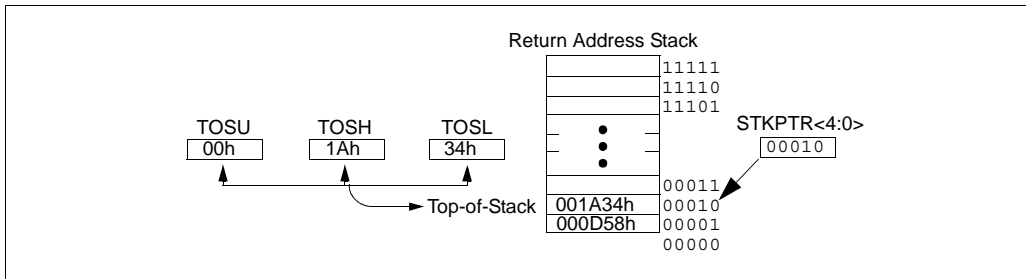 Return Address Stack
11111
11110
11101
TOSU TOSH TOSL STKPTR<4:0>
00h 1Ah 34h 00010
00011
Top-of-Stack 001A34h 00010
000D58h 00001
00000